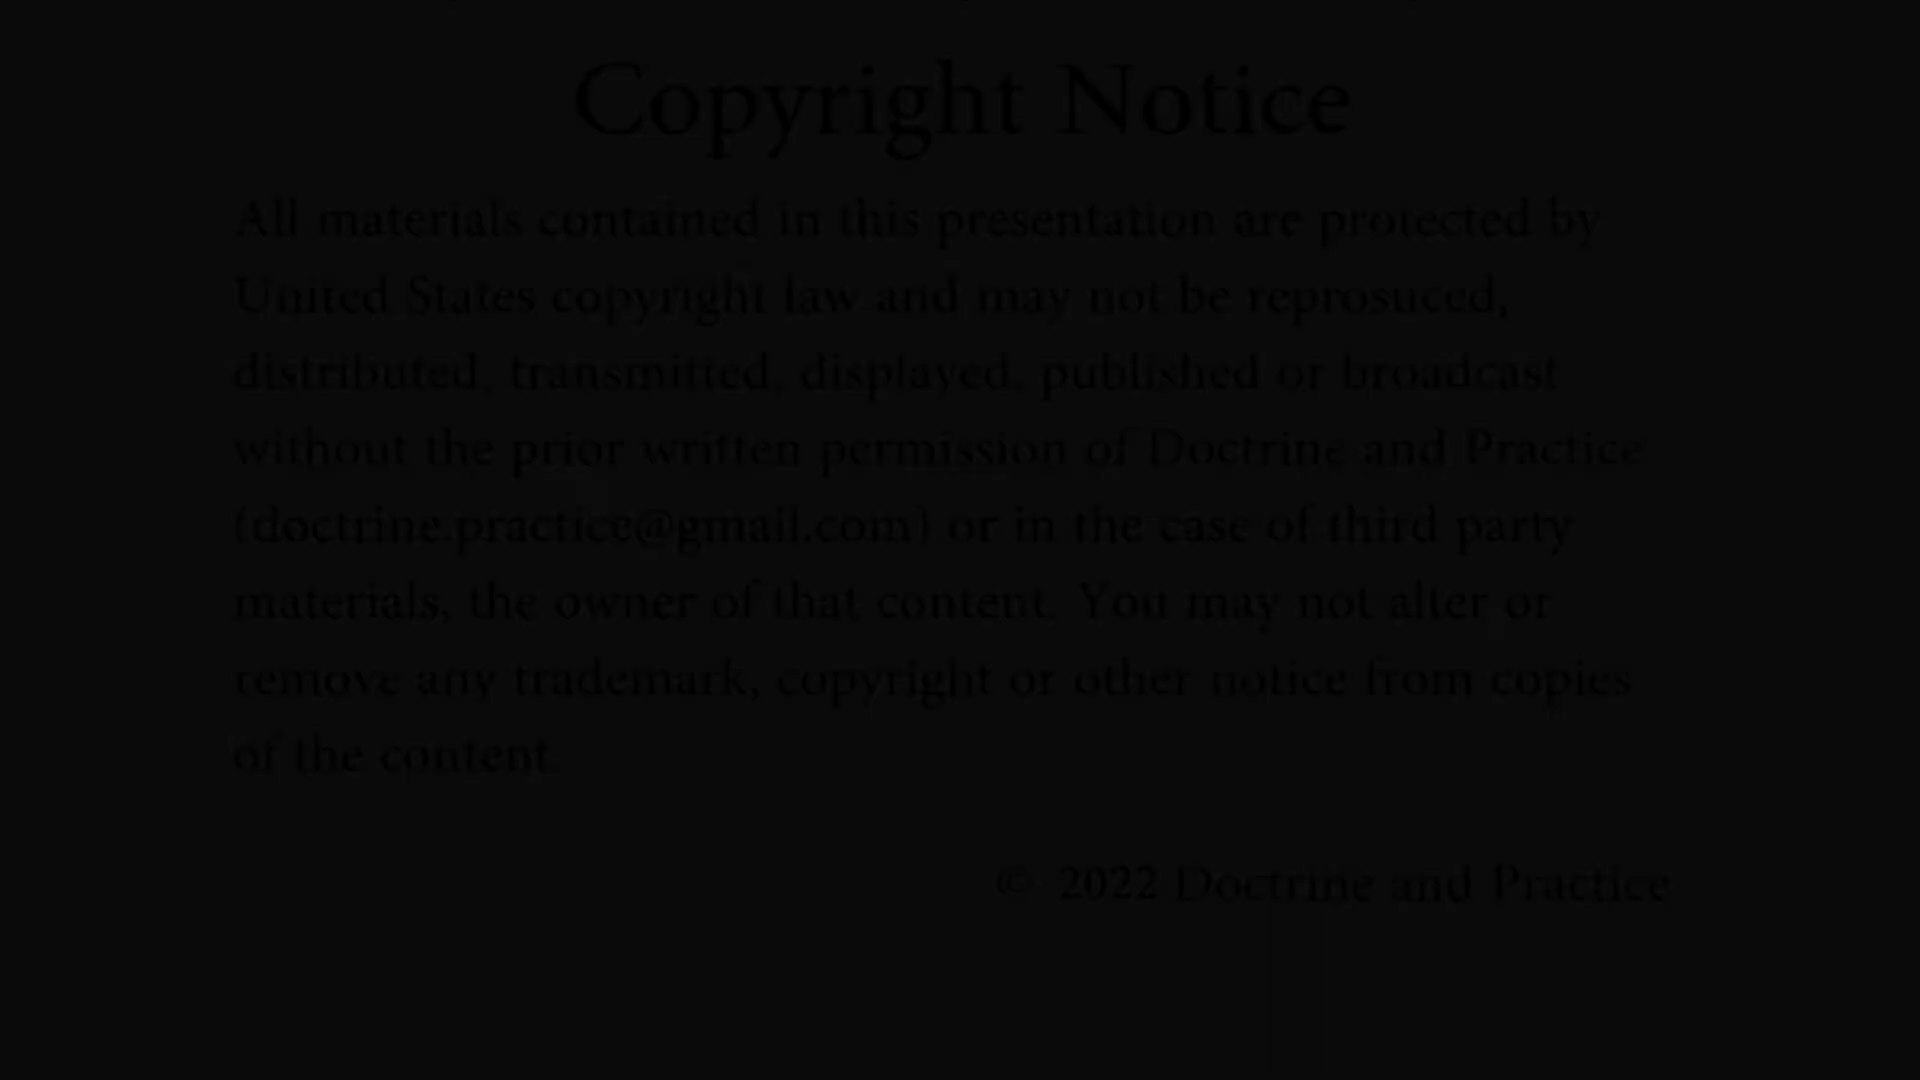 Copyright Notice
All materials contained in this presentation are protected by
United States copyright law and may not be reprosuced,
distributed, transmitted, displayed, published or broadcast
without the prior written permission of Doctrine and Practice
(doctrine.practice@gmail.com) or in the case of third party
materials, the owner of that content. You may not alter or
remove any trademark, copyright or other notice from copies
of the content.
© 2022 Doctrine and Practice